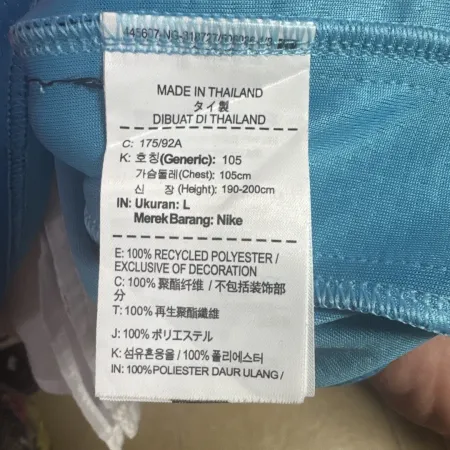 MADE IN THAILAND
タイ製
DIBUAT DI THAILAND
C: 175/92A
K: 호칭(Generic): 105
가슴둘레(Chest): 105cm
신 장 (Height): 190-200cm
IN: Ukuran: L
MerekBarang: Nike
E: 100% RECYCLED POLYESTER /
EXCLUSIVE OF DECORATION
C: 100% 聚酯纤维 / 不包括装饰部
分
T: 100% 再生聚酯纖維
J: 100% ポリエステル
K: 섬유혼용율 / 100% 폴리에스터
IN: 100% POLIESTER DAUR ULANG /